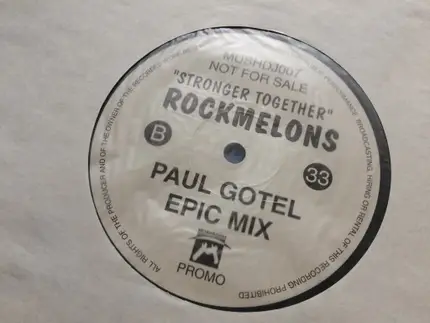 MUSHDJ007
NOT FOR SALE
"STRONGER TOGETHER"
ROCKMELONS
B
33
PAUL GOTEL
EPIC MIX
PROMO
ALL RIGHTS OF THE PRODUCER AND OF THE OWNER OF THE RECORDED WORK PERFORMANCE BROADCASTING, HIRING OR RENTAL OF THIS RECORDING PROHIBITED